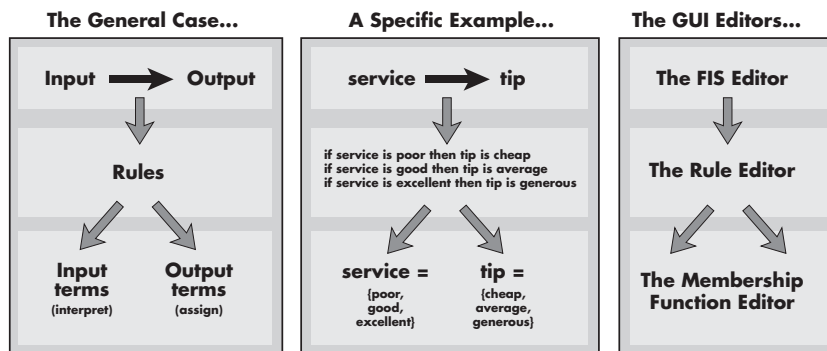 The General Case...
Input Output
Rules
Input terms (interpret)
Output terms (assign)
A Specific Example...
service tip
if service is poor then tip is cheap
if service is good then tip is average
if service is excellent then tip is generous
service =
{poor,
good,
excellent}
tip =
{cheap,
average,
generous}
The GUI Editors...
The FIS Editor
The Rule Editor
The Membership
Function Editor